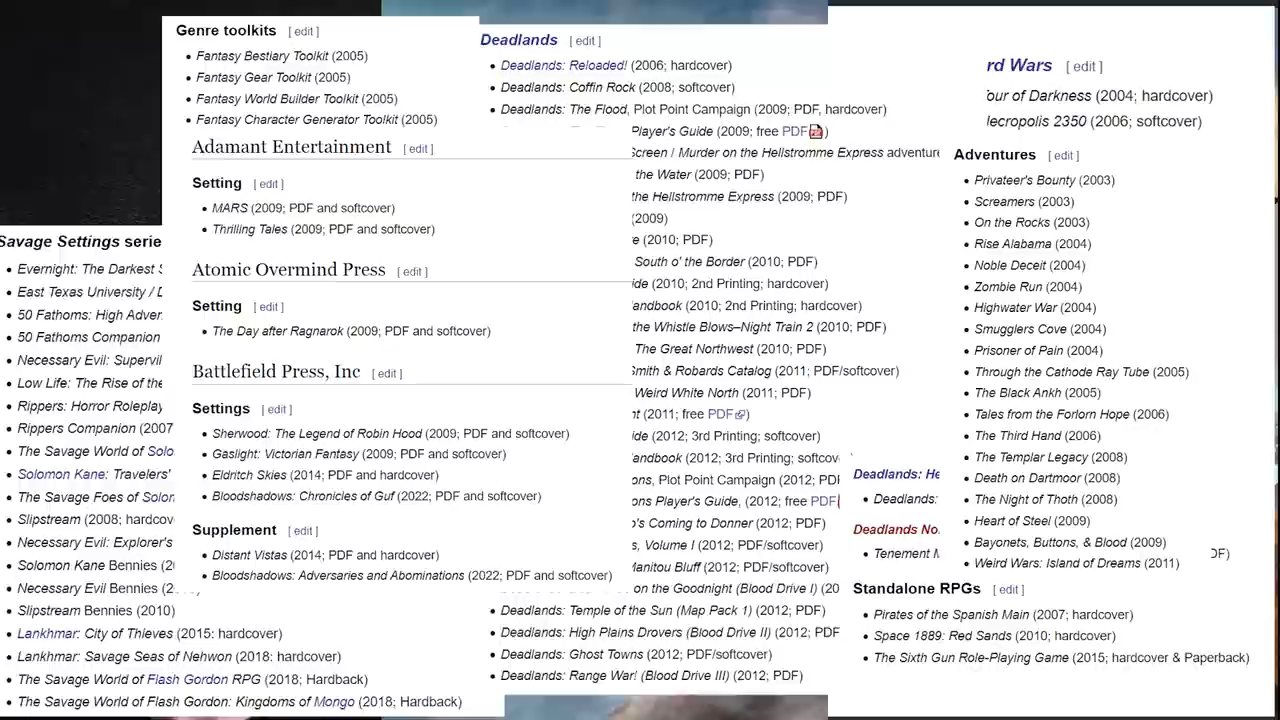 Genre toolkits [ edit ]
Fantasy Bestiary Toolkit (2005)
Fantasy Gear Toolkit (2005)
Fantasy World Builder Toolkit (2005)
Fantasy Character Generator Toolkit (2005)
Adamant Entertainment [ edit ]
Setting [ edit ]
MARS (2009; PDF and softcover)
Thrilling Tales (2009; PDF and softcover)
Atomic Overmind Press [ edit ]
Setting [ edit ]
The Day after Ragnarok (2009; PDF and softcover)
Battlefield Press, Inc [ edit ]
Settings [ edit ]
Sherwood: The Legend of Robin Hood (2009; PDF and softcover)
Gaslight: Victorian Fantasy (2009; PDF and softcover)
Eldritch Skies (2014; PDF and hardcover)
Bloodshadows: Chronicles of Guf (2022; PDF and softcover)
Supplement [ edit ]
Distant Vistas (2014; PDF and hardcover)
Bloodshadows: Adversaries and Abominations (2022; PDF and softcover)
Savage Settings serie
Evernight: The Darkest
East Texas University /
50 Fathoms: High Adver
50 Fathoms Companion
Necessary Evil: Supervil
Low Life: The Rise of the
Rippers: Horror Roleplay
Rippers Companion (2007
The Savage World of Solo
Solomon Kane: Travelers'
The Savage Foes of Solon
Slipstream (2008; hardcov
Necessary Evil: Explorer's
Solomon Kane Bennies (20
Necessary Evil Bennies (2
Slipstream Bennies (2010)
Lankhmar: City of Thieves (2015: hardcover)
Lankhmar: Savage Seas of Nehwon (2018: hardcover)
The Savage World of Flash Gordon RPG (2018; Hardback)
The Savage World of Flash Gordon: Kingdoms of Mongo (2018; Hardback)
Deadlands [ edit ]
Deadlands: Reloaded! (2006; hardcover)
Deadlands: Coffin Rock (2008; softcover)
Deadlands: The Flood, Plot Point Campaign (2009; PDF, hardcover)
Player's Guide (2009; free PDF)
Screen / Murder on the Hellstromme Express adventure
the Water (2009; PDF)
the Hellstromme Express (2009; PDF)
(2009)
e (2010; PDF)
South o' the Border (2010; PDF)
ide (2010; 2nd Printing; hardcover)
andbook (2010; 2nd Printing; hardcover)
the Whistle Blows–Night Train 2 (2010; PDF)
The Great Northwest (2010; PDF)
Smith & Robards Catalog (2011; PDF/softcover)
Weird White North (2011; PDF)
nt (2011; free PDF)
ide (2012; 3rd Printing; softcover)
andbook (2012; 3rd Printing; softcove
ons, Plot Point Campaign (2012; PDF
ons Player's Guide, (2012; free PDF
o's Coming to Donner (2012; PDF)
s, Volume I (2012; PDF/softcover)
Manitou Bluff (2012; PDF/softcover)
on the Goodnight (Blood Drive I) (20
Deadlands: Temple of the Sun (Map Pack 1) (2012; PDF)
Deadlands: High Plains Drovers (Blood Drive II) (2012; PDF
Deadlands: Ghost Towns (2012; PDF/softcover)
Deadlands: Range War! (Blood Drive III) (2012; PDF)
rd Wars [ edit ]
our of Darkness (2004; hardcover)
lecropolis 2350 (2006; softcover)
Adventures [ edit ]
Privateer's Bounty (2003)
Screamers (2003)
On the Rocks (2003)
Rise Alabama (2004)
Noble Deceit (2004)
Zombie Run (2004)
Highwater War (2004)
Smugglers Cove (2004)
Prisoner of Pain (2004)
Through the Cathode Ray Tube (2005)
The Black Ankh (2005)
Tales from the Forlorn Hope (2006)
The Third Hand (2006)
The Templar Legacy (2008)
Death on Dartmoor (2008)
The Night of Thoth (2008)
Heart of Steel (2009)
Bayonets, Buttons, & Blood (2009)
Weird Wars: Island of Dreams (2011)
Deadlands: He
Deadlands:
Deadlands No
Tenement
DF)
Standalone RPGs [ edit ]
Pirates of the Spanish Main (2007; hardcover)
Space 1889: Red Sands (2010; hardcover)
The Sixth Gun Role-Playing Game (2015; hardcover & Paperback)